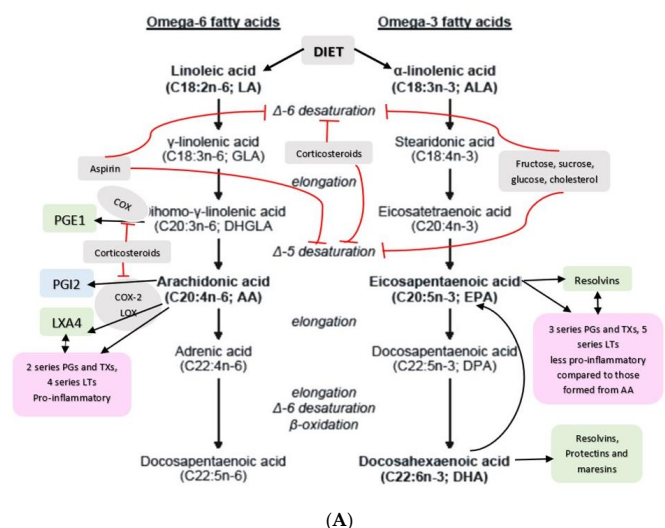 Omega-6 fatty acids
Omega-3 fatty acids
DIET
Linoleic acid
(C18:2n-6; LA)
α-linolenic acid
(C18:3n-3; ALA)
Δ-6 desaturation
γ-linolenic acid
(C18:3n-6; GLA)
Corticosteroids
Stearidonic acid
(C18:4n-3)
Aspirin
Fructose, sucrose,
glucose, cholesterol
elongation
COX
PGE1
ihomo-γ-linolenic acid
(C20:3n-6; DHGLA)
Eicosatetraenoic acid
(C20:4n-3)
Corticosteroids
Δ-5 desaturation
PGI2
Arachidonic acid
(C20:4n-6, AA)
Eicosapentaenoic acid
(C20:5n-3; EPA)
Resolvins
COX-2
LOX
LXA4
elongation
3 series PGs and TXs, 5
series LTs
less pro-inflammatory
compared to those
formed from AA
2 series PGs and TXs,
4 series LTs
Pro-inflammatory
Adrenic acid
(C22:4n-6)
Docosapentaenoic acid
(C22:5n-3; DPA)
elongation
Δ-6 desaturation
β-oxidation
Docosapentaenoic acid
(C22:5n-6)
Docosahexaenoic acid
(C22:6n-3; DHA)
Resolvins,
Protectins and
maresins
(A)